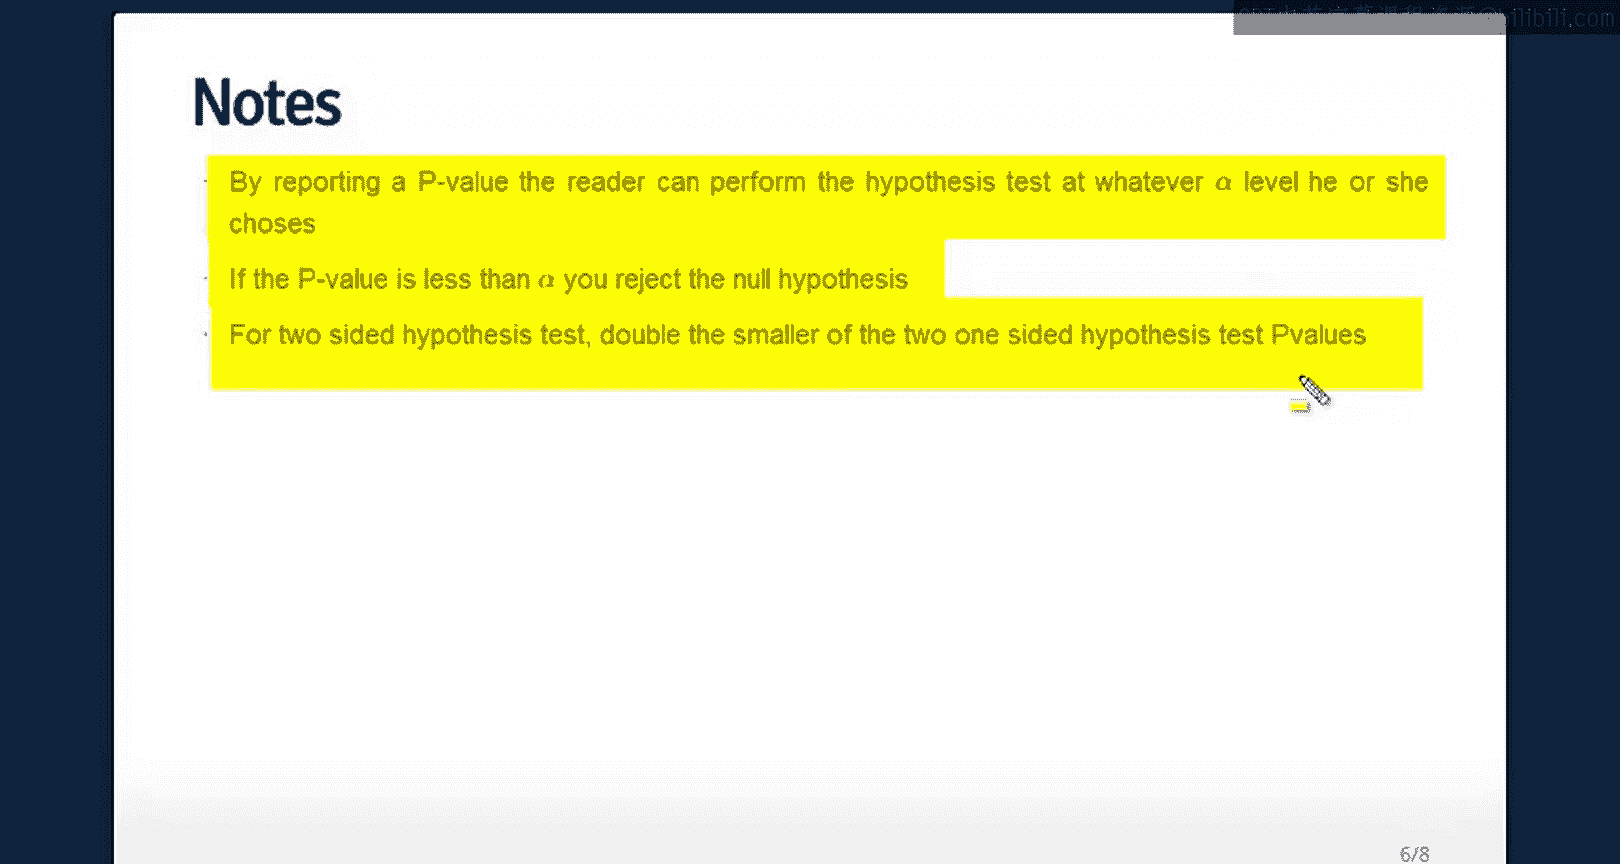 bilibili.com
Notes
By reporting a P-value the reader can perform the hypothesis test at whatever α level he or she
choses
If the P-value is less than α you reject the null hypothesis
For two sided hypothesis test, double the smaller of the two one sided hypothesis test Pvalues
6/8